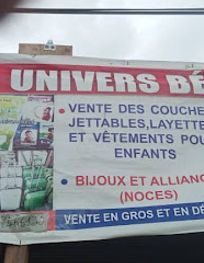 UNIVERS BÉ
• VENTE DES COUCHE
JETTABLES,LAYETTE
ET VÊTEMENTS POU
ENFANTS
• BIJOUX ET ALLIANC
(NOCES)
VENTE EN GROS ET EN DÉ